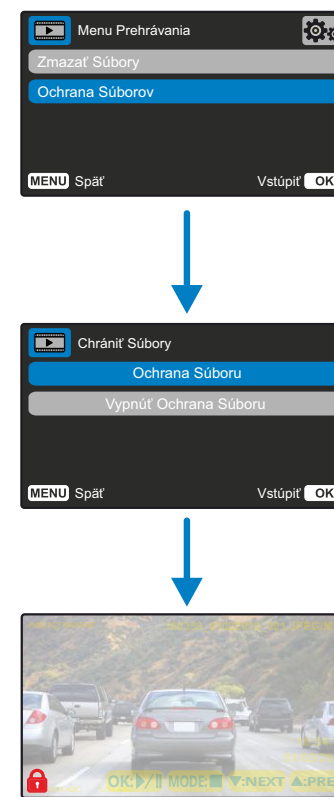 Menu Prehrávania
Zmazať Súbory
Ochrana Súborov
MENU Späť Vstúpiť OK
Chrániť Súbory
Ochrana Súboru
Vypnúť Ochrana Súboru
MENU Späť Vstúpiť OK
OK:▶/|| MODE:■ ▼:NEXT ▲:PRE